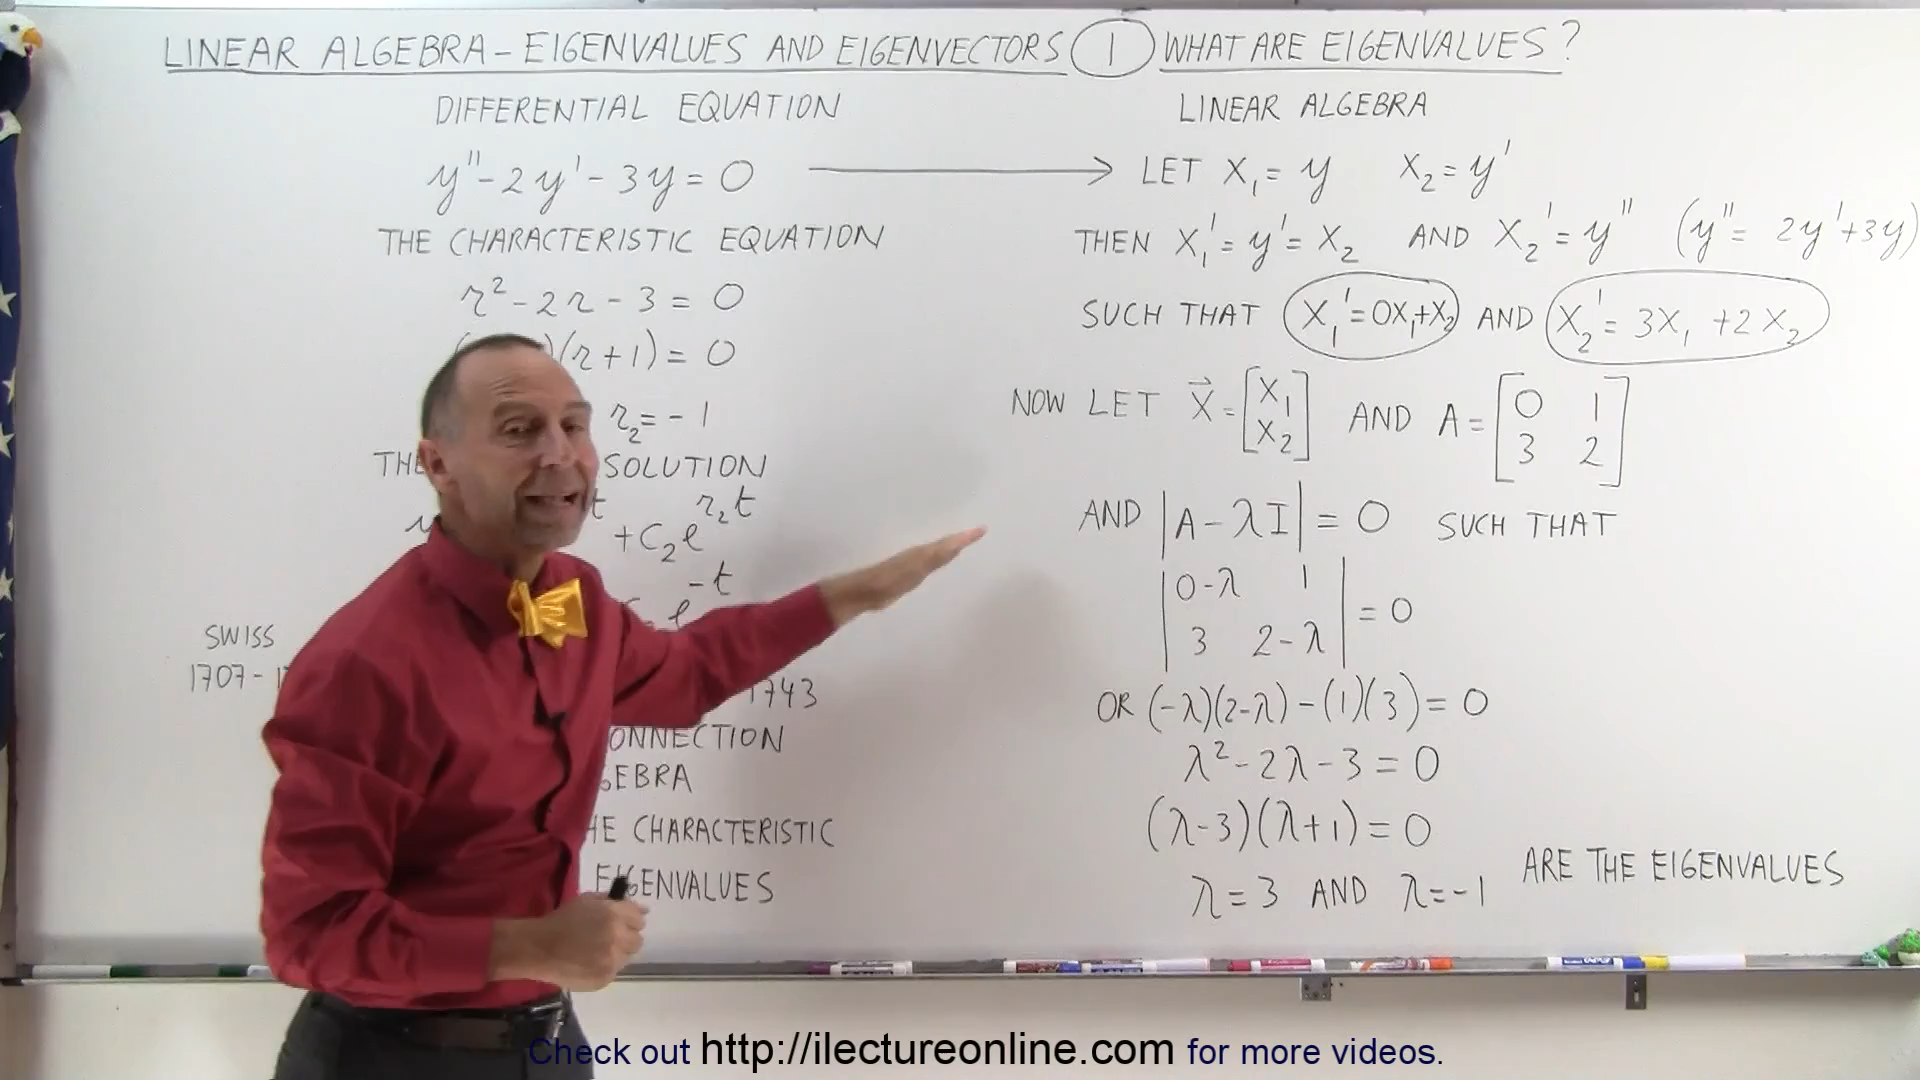 LINEAR ALGEBRA - EIGENVALUES AND EIGENVECTORS ① WHAT ARE EIGENVALUES?
DIFFERENTIAL EQUATION
y'' - 2y' - 3y = 0
THE CHARACTERISTIC EQUATION
r² - 2r - 3 = 0
)(r+1) = 0
r₂ = -1
SOLUTION
t r₂t
+C₂e
-t
SWISS
1707 -
1743
EBRA
CHARACTERISTIC
EIGENVALUES
LINEAR ALGEBRA
→ LET X₁ = y X₂ = y'
THEN X₁' = y' = X₂ AND X₂' = y'' (y'' = 2y' + 3y)
SUCH THAT X₁' = 0X₁+X₂ AND X₂' = 3X₁ + 2X₂
NOW LET X⃗ = [X₁ X₂] AND A = [0 1
3 2]
AND |A - λI| = 0 SUCH THAT
|0-λ 1
3 2-λ| = 0
OR (-λ)(2-λ) - (1)(3) = 0
λ² - 2λ - 3 = 0
(λ-3)(λ+1) = 0
λ = 3 AND λ = -1 ARE THE EIGENVALUES
Check out http://ilectureonline.com for more videos.